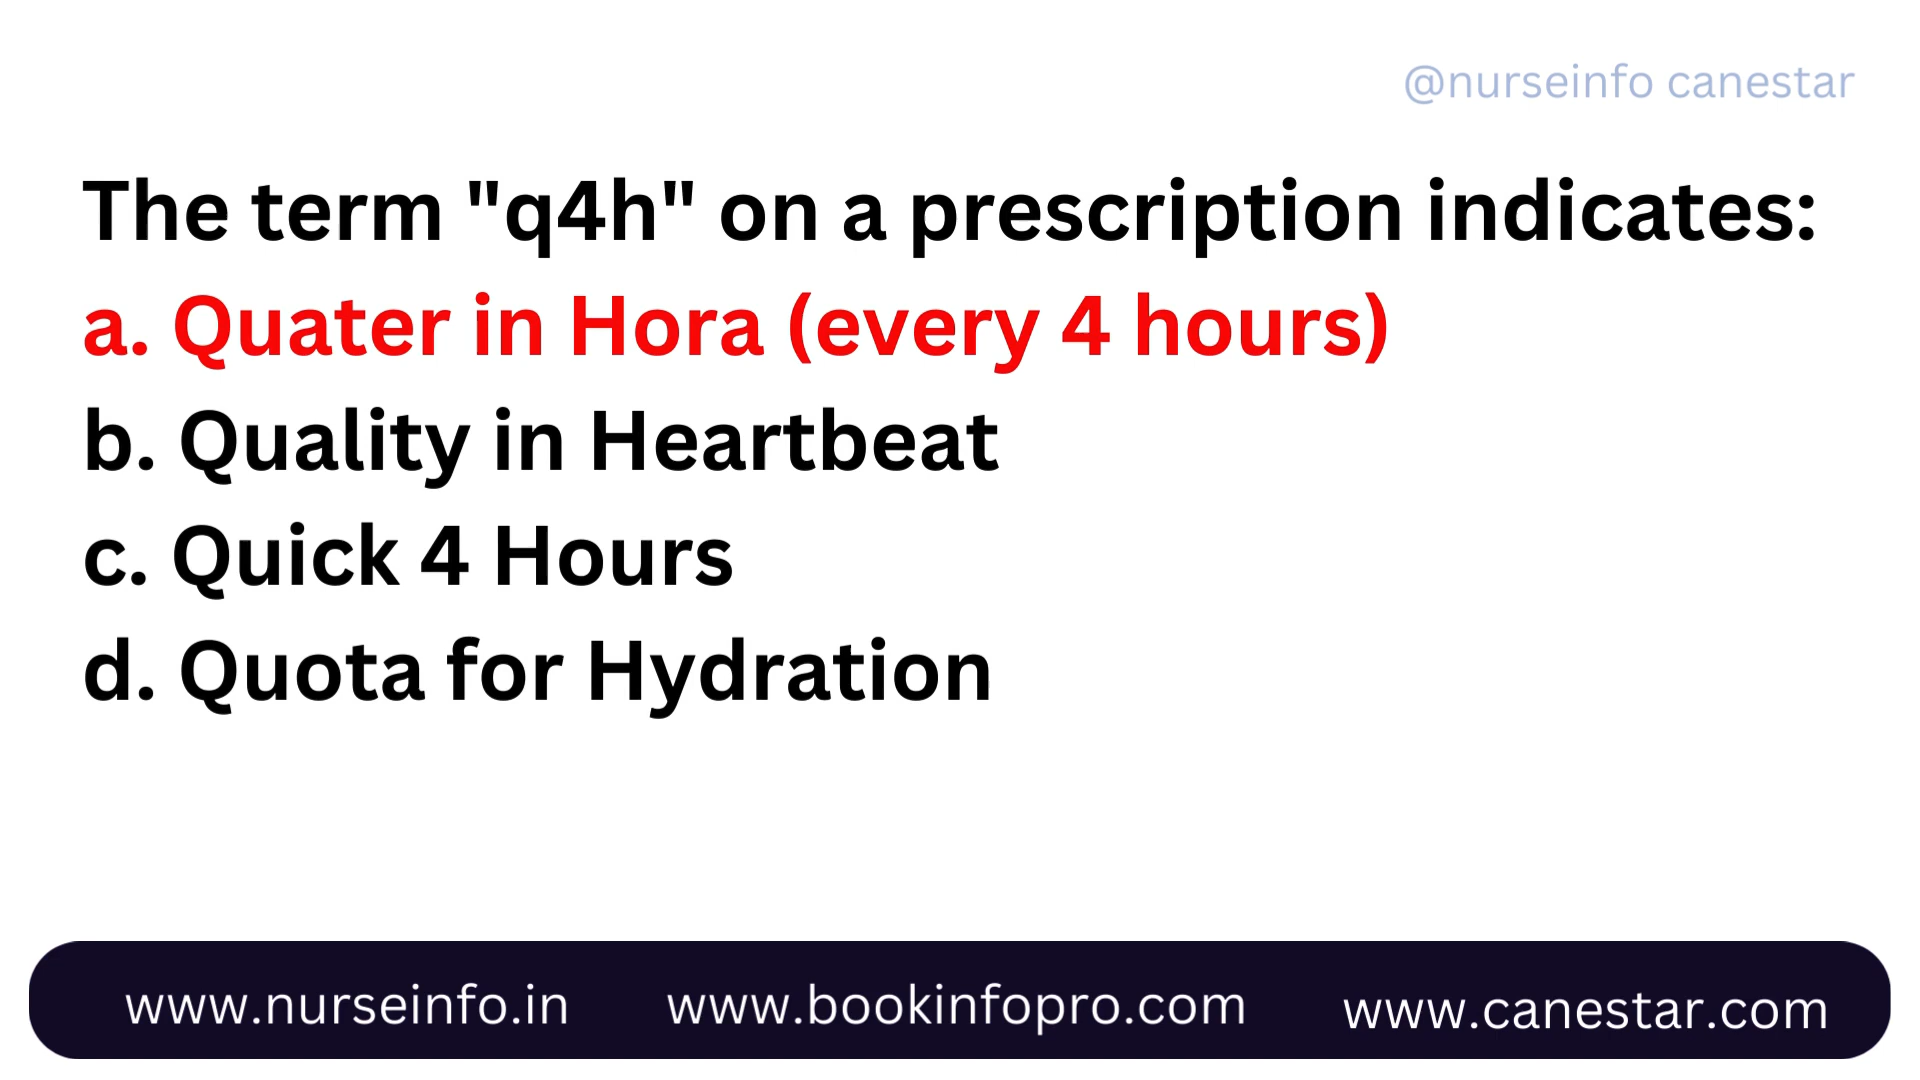 @nurseinfo canestar
The term "q4h" on a prescription indicates:
a. Quater in Hora (every 4 hours)
b. Quality in Heartbeat
c. Quick 4 Hours
d. Quota for Hydration
www.nurseinfo.in www.bookinfopro.com www.canestar.com